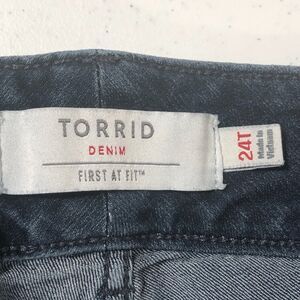 TORRID
DENIM
FIRST AT FIT™
24T
Made in
Vietnam